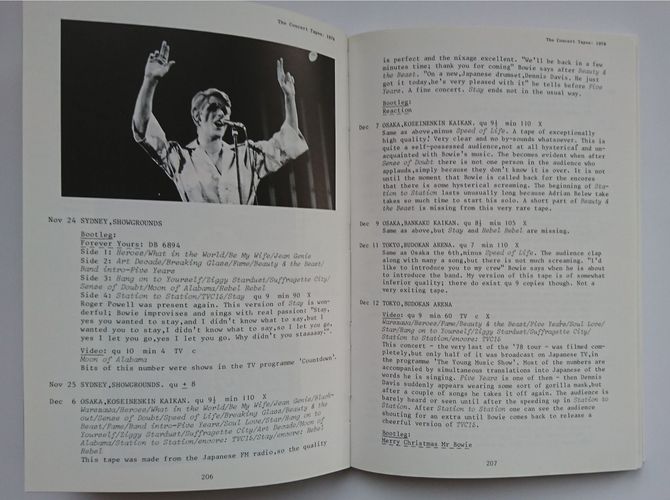 The Concert Tapes: 1978
Nov 24 SYDNEY,SHOWGROUNDS
Bootleg:
Forever Yours: DB 6894
Side 1: Heroes/What in the World/Be My Wife/Jean Genie
Side 2: Art Decade/Breaking Glass/Fame/Beauty & the Beast/
Band intro-Five Years
Side 3: Hang on to Yourself/Ziggy Stardust/Suffragette City/
Sense of Doubt/Moon of Alabama/Rebel Rebel
Side 4: Station to Station/TVC15/Stay qu 9 min 90 X
Roger Powell was present again. This version of Stay is won-
derful; Bowie improvises and sings with real passion: "Stay,
yes you wanted to stay,and I didn't know what to say,but I
wanted you to stay,I didn't know what to say,so I let you go,
yes I let you go,yes I let you go. Why did you staaaaay.".
Video: qu 10 min 4 TV c
Moon of Alabama
Bits of this number were shown in the TV programme 'Countdown'.
Nov 25 SYDNEY,SHOWGROUNDS. qu + 8
Dec 6 OSAKA,KOSEINENKIN KAIKAN. qu 9½ min 110 X
Warszawa/Heroes/What in the World/Be My Wife/Jean Genie/Black-
out/Sense of Doubt/Speed of Life/Breaking Glass/Beauty & the
Beast/Fame/Band intro-Five Years/Soul Love/Star/Hang on to
Yourself/Ziggy Stardust/Suffragette City/Art Decade/Moon of
Alabama/Station to Station/encore: TVC15/Stay/encore: Rebel
Rebel
This tape was made from the Japanese FM radio,so the quality
206
The Concert Tapes: 1978
is perfect and the mixage excellent. "We'll be back in a few
minutes time; thank you for coming" Bowie says after Beauty &
the Beast. "On a new,Japanese drumset,Dennis Davis. He just
got it today,he's very pleased with it" he tells before Five
Years. A fine concert. Stay ends not in the usual way.
Bootleg:
Reaction
Dec 7 OSAKA,KOSEINENKIN KAIKAN. qu 9½ min 110 X
Same as above,minus Speed of Life. A tape of exceptionally
high quality! Very clear and no by-sounds whatsoever. This is
quite a self-possessed audience,not at all hysterical and un-
acquainted with Bowie's music. The becomes evident when after
Sense of Doubt there is not one person in the audience who
applauds,simply because they don't know it is over. It is not
until the moment that Bowie is called back for the encores
that there is some hysterical screaming. The beginning of Sta-
tion to Station lasts unusually long because Adrian Belew take
takes so much time to start his solo. A short part of Beauty &
the Beast is missing from this very rare tape.
Dec 9 OSAKA,BANKAKU KAIKAN. qu 8½ min 105 X
Same as above,but Stay and Rebel Rebel are missing.
Dec 11 TOKYO,BUDOKAN ARENA. qu 7 min 110 X
Same as Osaka the 6th,minus Speed of Life. The audience clap
along with many a song,but there is not much screaming. "I'd
like to introduce you to my crew" Bowie says when he is about
to introduce the band. My version of this tape is of somewhat
inferior quality; there do exist qu 9 copies though. Not a
very exiting tape.
Dec 12 TOKYO,BUDOKAN ARENA
Video: qu 9 min 60 TV c X
Warszawa/Heroes/Fame/Beauty & the Beast/Five Years/Soul Love/
Star/Hang on to Yourself/Ziggy Stardust/Suffragette City/
Station to Station/encore: TVC15
This concert - the very last of the '78 tour - was filmed com-
pletely,but only half of it was broadcast on Japanese TV,in
the programme 'The Young Music Show'. Most of the numbers are
accompanied by simultaneous translations into Japanese of the
words he is singing. Five Years is one of them - then Dennis
Davis suddenly appears wearing some sort of gorilla mask,but
after a couple of songs he takes it off again. The audience is
barely heard or seen until after the speeding up in Station to
Station. After Station to Station one can see the audience
shouting for an extra until Bowie comes back to release a
cheerful version of TVC15.
Bootleg:
Merry Christmas Mr Bowie
207